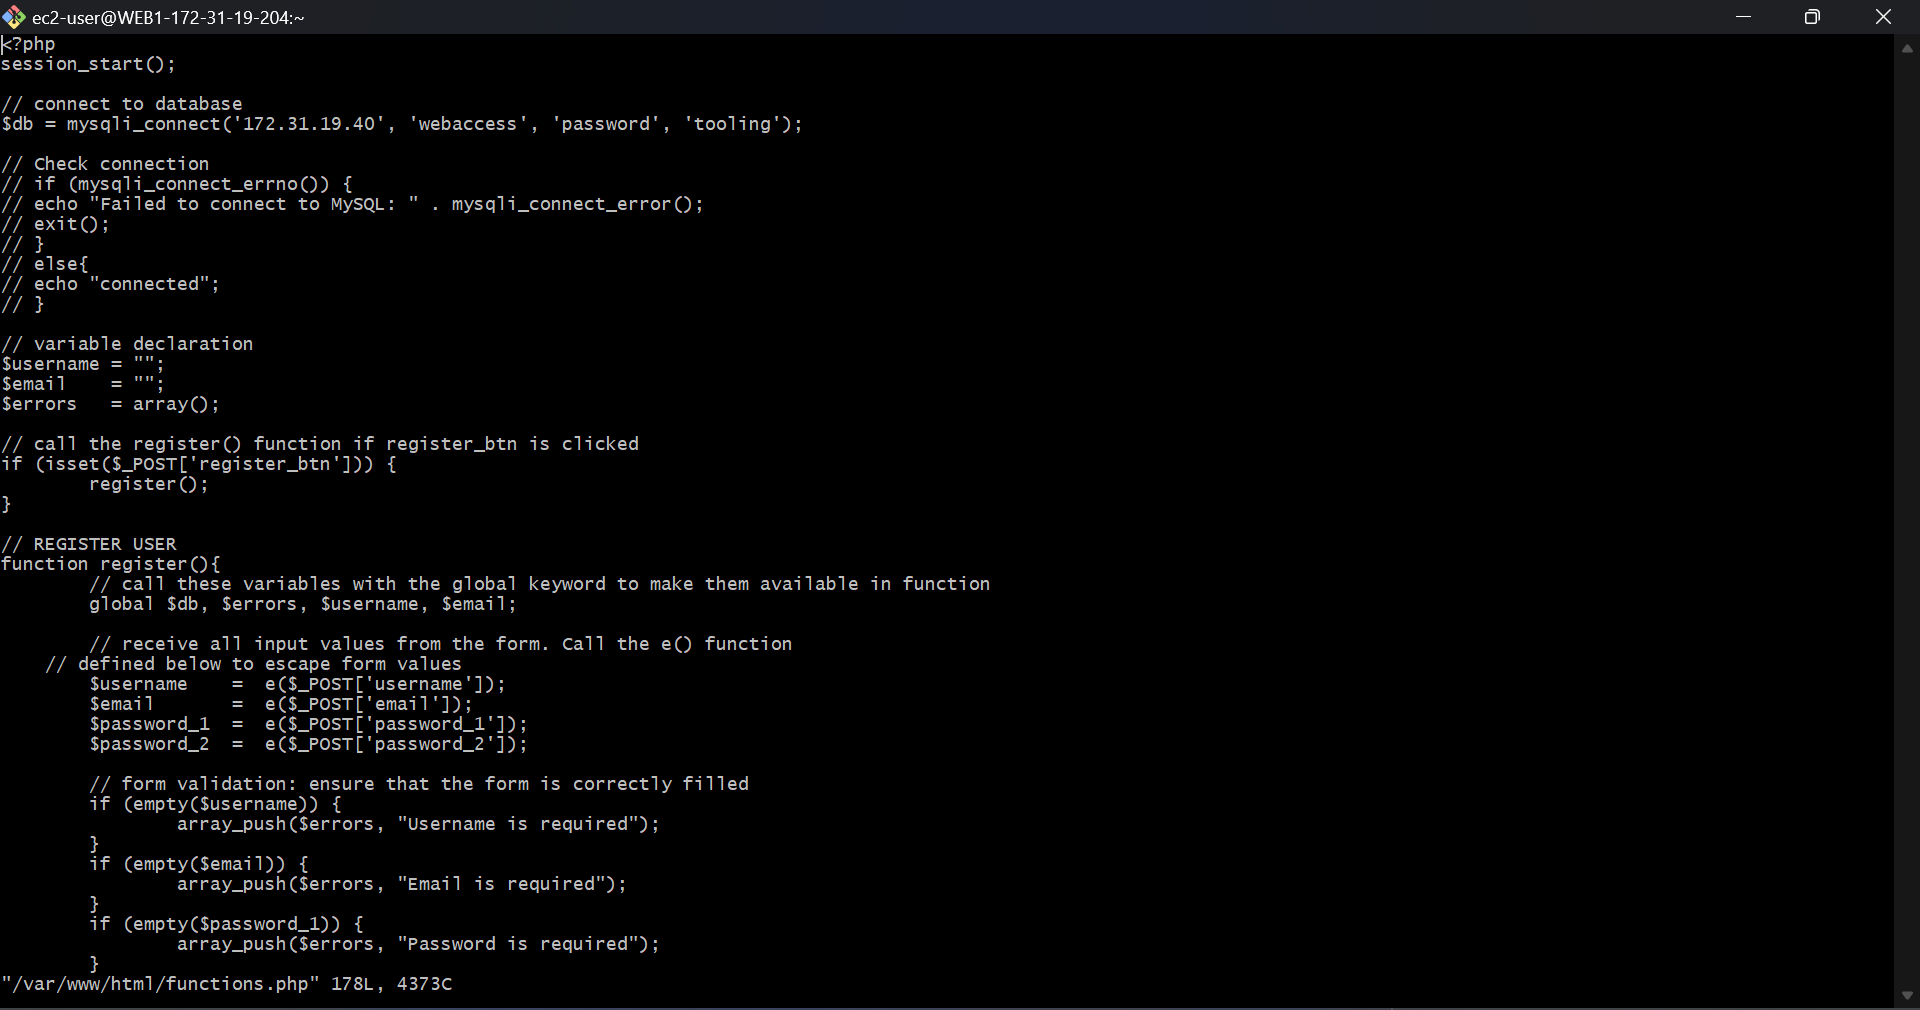 ec2-user@WEB1-172-31-19-204:~
<?php
session_start();

// connect to database
$db = mysqli_connect('172.31.19.40', 'webaccess', 'password', 'tooling');

// Check connection
// if (mysqli_connect_errno()) {
// echo "Failed to connect to MySQL: " . mysqli_connect_error();
// exit();
// }
// else{
// echo "connected";
// }

// variable declaration
$username = "";
$email    = "";
$errors   = array();

// call the register() function if register_btn is clicked
if (isset($_POST['register_btn'])) {
        register();
}

// REGISTER USER
function register(){
        // call these variables with the global keyword to make them available in function
        global $db, $errors, $username, $email;

        // receive all input values from the form. Call the e() function
    // defined below to escape form values
        $username    =  e($_POST['username']);
        $email       =  e($_POST['email']);
        $password_1  =  e($_POST['password_1']);
        $password_2  =  e($_POST['password_2']);

        // form validation: ensure that the form is correctly filled
        if (empty($username)) {
                array_push($errors, "Username is required");
        }
        if (empty($email)) {
                array_push($errors, "Email is required");
        }
        if (empty($password_1)) {
                array_push($errors, "Password is required");
        }
"/var/www/html/functions.php" 178L, 4373C